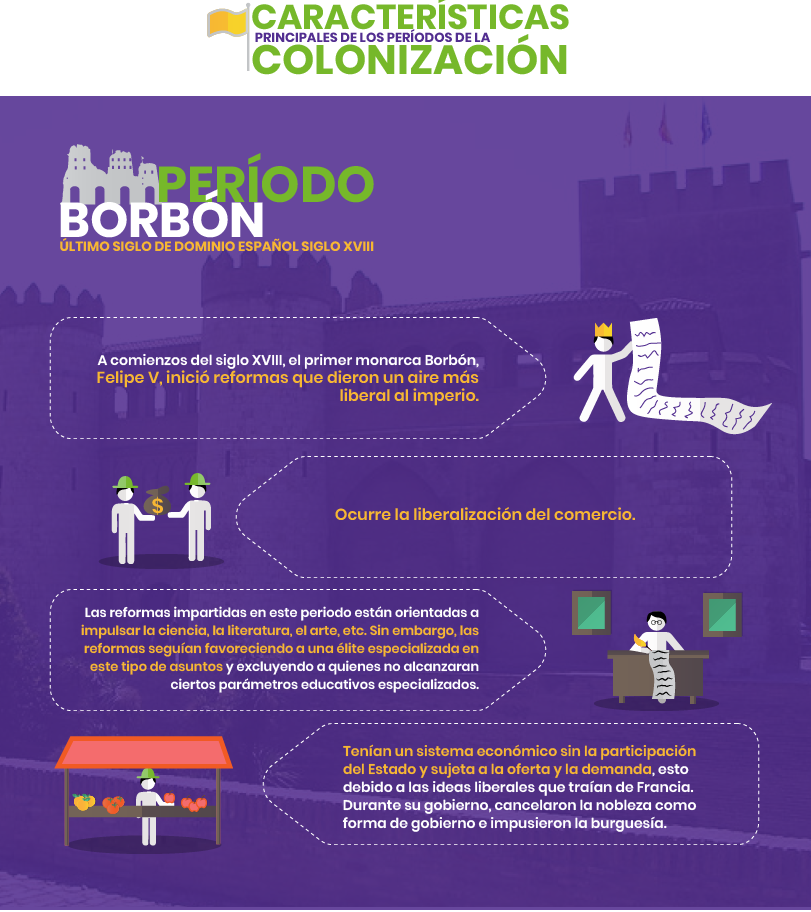 CARACTERÍSTICAS
PRINCIPALES DE LOS PERÍODOS DE LA
COLONIZACIÓN
PERÍODO
BORBÓN
ÚLTIMO SIGLO DE DOMINIO ESPAÑOL SIGLO XVIII
A comienzos del siglo XVIII, el primer monarca Borbón,
Felipe V, inició reformas que dieron un aire más
liberal al imperio.
$
Ocurre la liberalización del comercio.
Las reformas impartidas en este periodo están orientadas a
impulsar la ciencia, la literatura, el arte, etc. Sin embargo, las
reformas seguían favoreciendo a una élite especializada en
este tipo de asuntos y excluyendo a quienes no alcanzaran
ciertos parámetros educativos especializados.
Tenían un sistema económico sin la participación
del Estado y sujeta a la oferta y la demanda, esto
debido a las ideas liberales que traían de Francia.
Durante su gobierno, cancelaron la nobleza como
forma de gobierno e impusieron la burguesía.